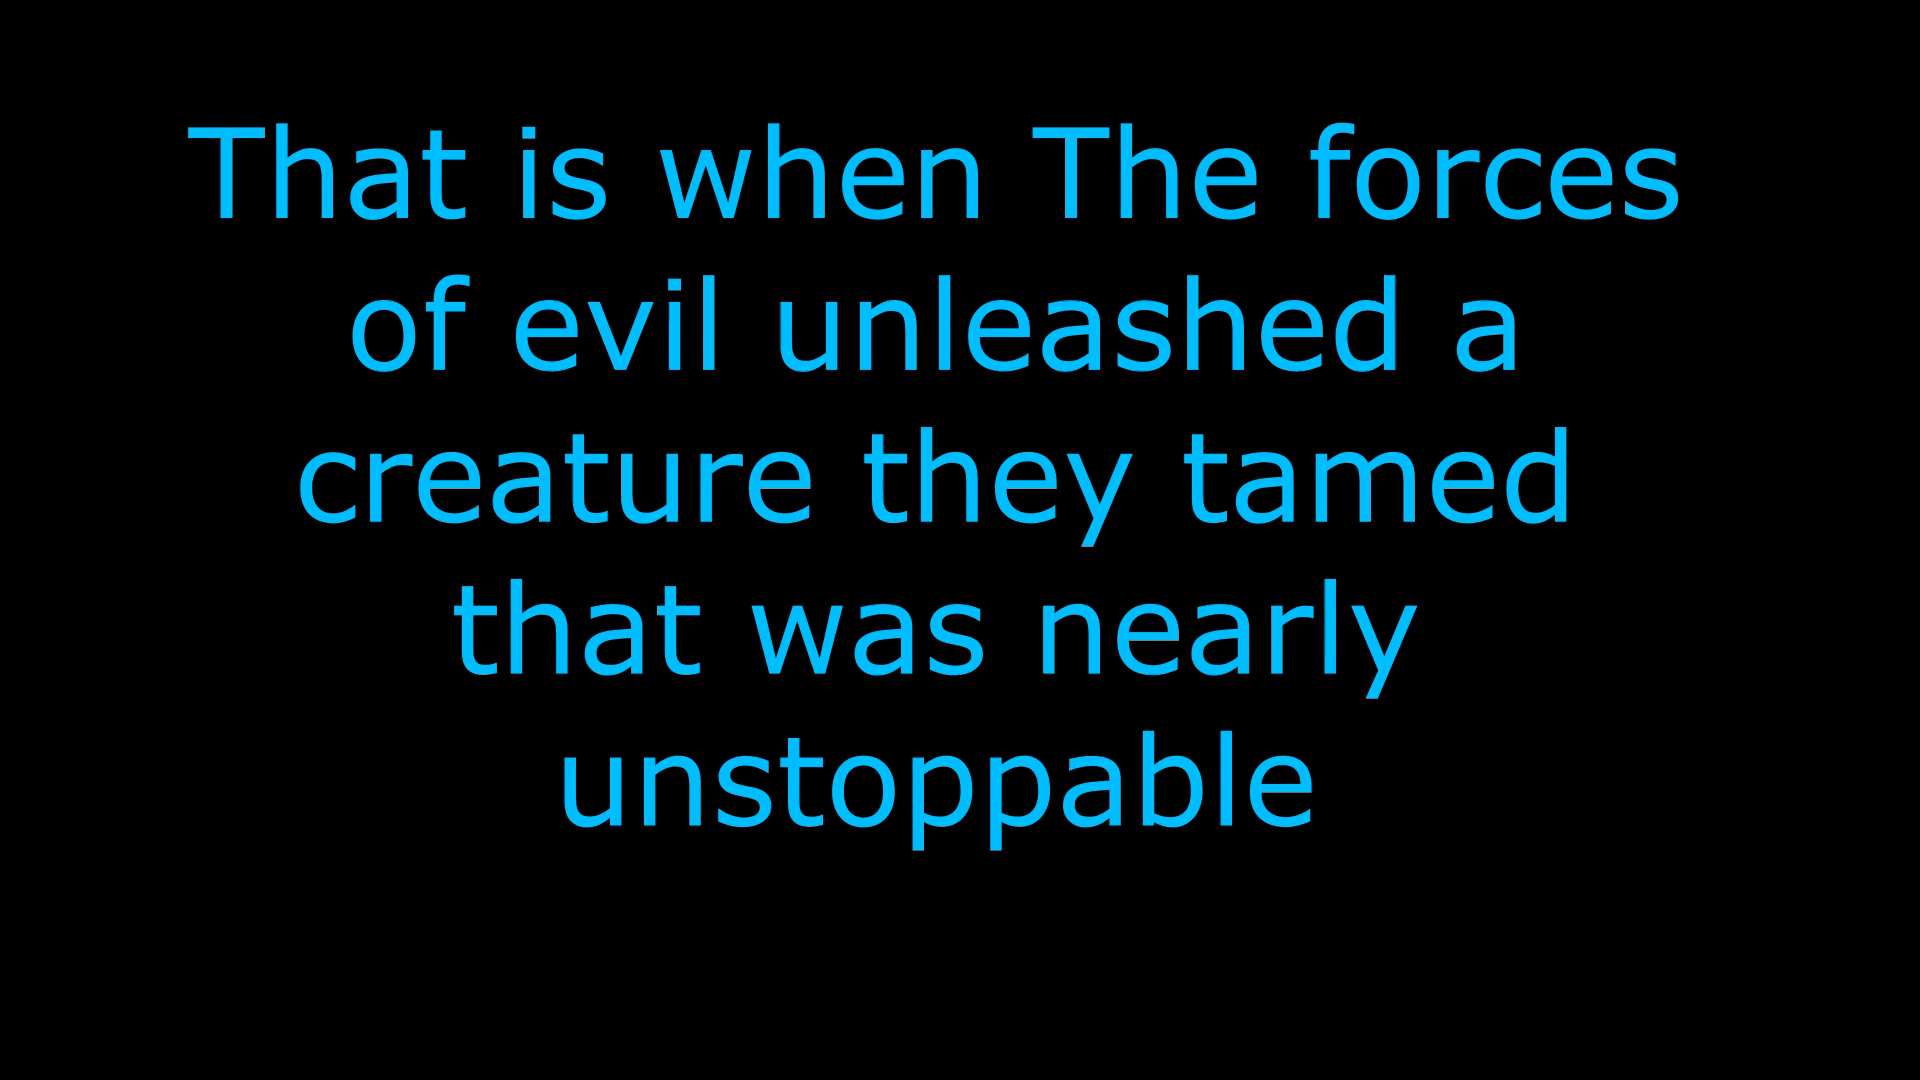 That is when The forces
of evil unleashed a
creature they tamed
that was nearly
unstoppable